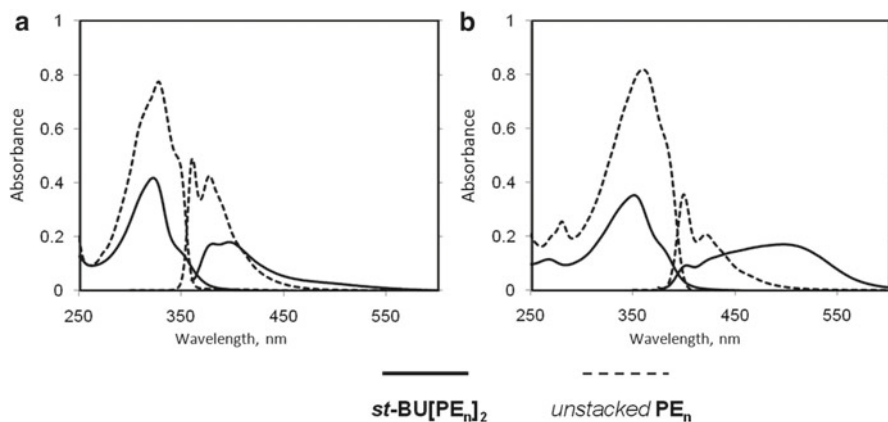 a
b
1
0.8
0.6
0.4
0.2
0
Absorbance
250 350 450 550
Wavelength, nm
1
0.8
0.6
0.4
0.2
0
Absorbance
250 350 450 550
Wavelength, nm
st-BU[PEn]2
unstacked PEn